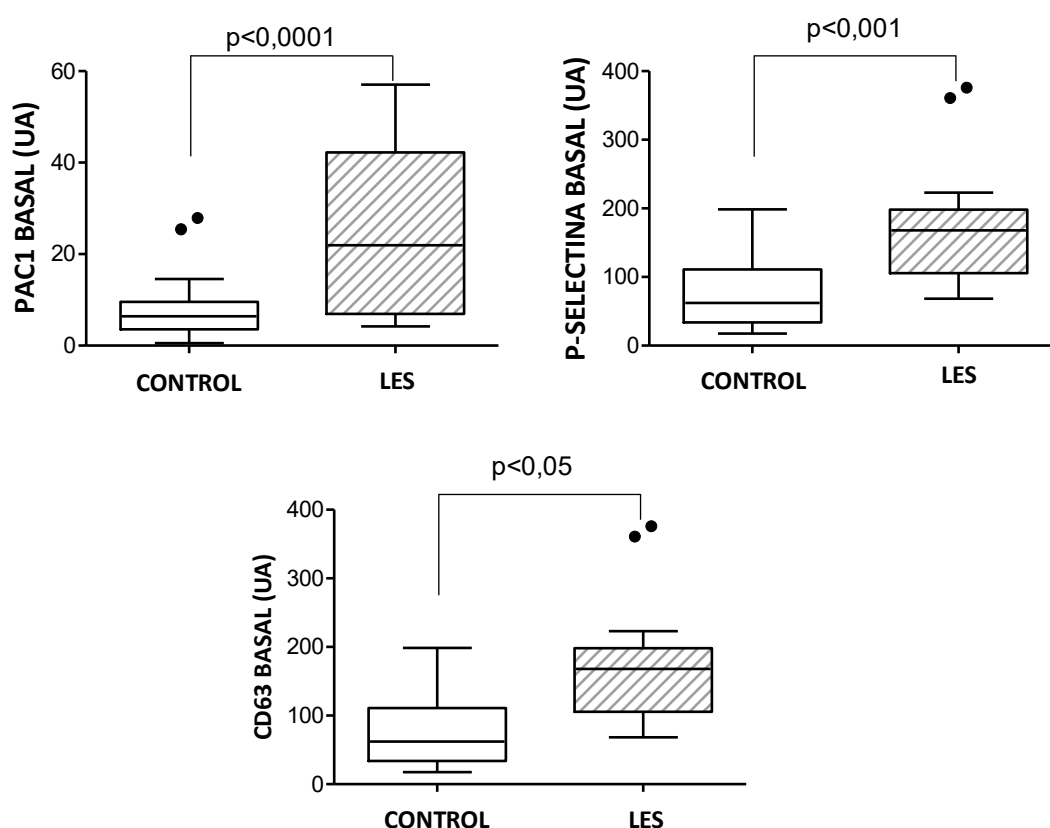 p<0,0001
PAC1 BASAL (UA)
60
40
20
0
CONTROL
LES
p<0,001
P-SELECTINA BASAL (UA)
400
300
200
100
0
CONTROL
LES
p<0,05
CD63 BASAL (UA)
400
300
200
100
0
CONTROL
LES